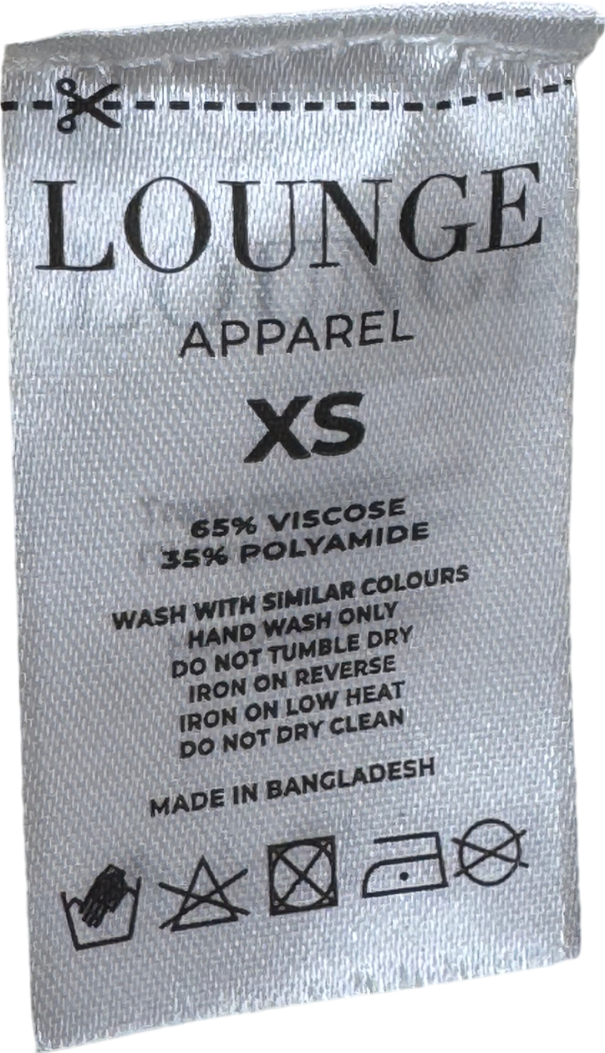 LOUNGE
APPAREL
XS
65% VISCOSE
35% POLYAMIDE
WASH WITH SIMILAR COLOURS
HAND WASH ONLY
DO NOT TUMBLE DRY
IRON ON REVERSE
IRON ON LOW HEAT
DO NOT DRY CLEAN
MADE IN BANGLADESH